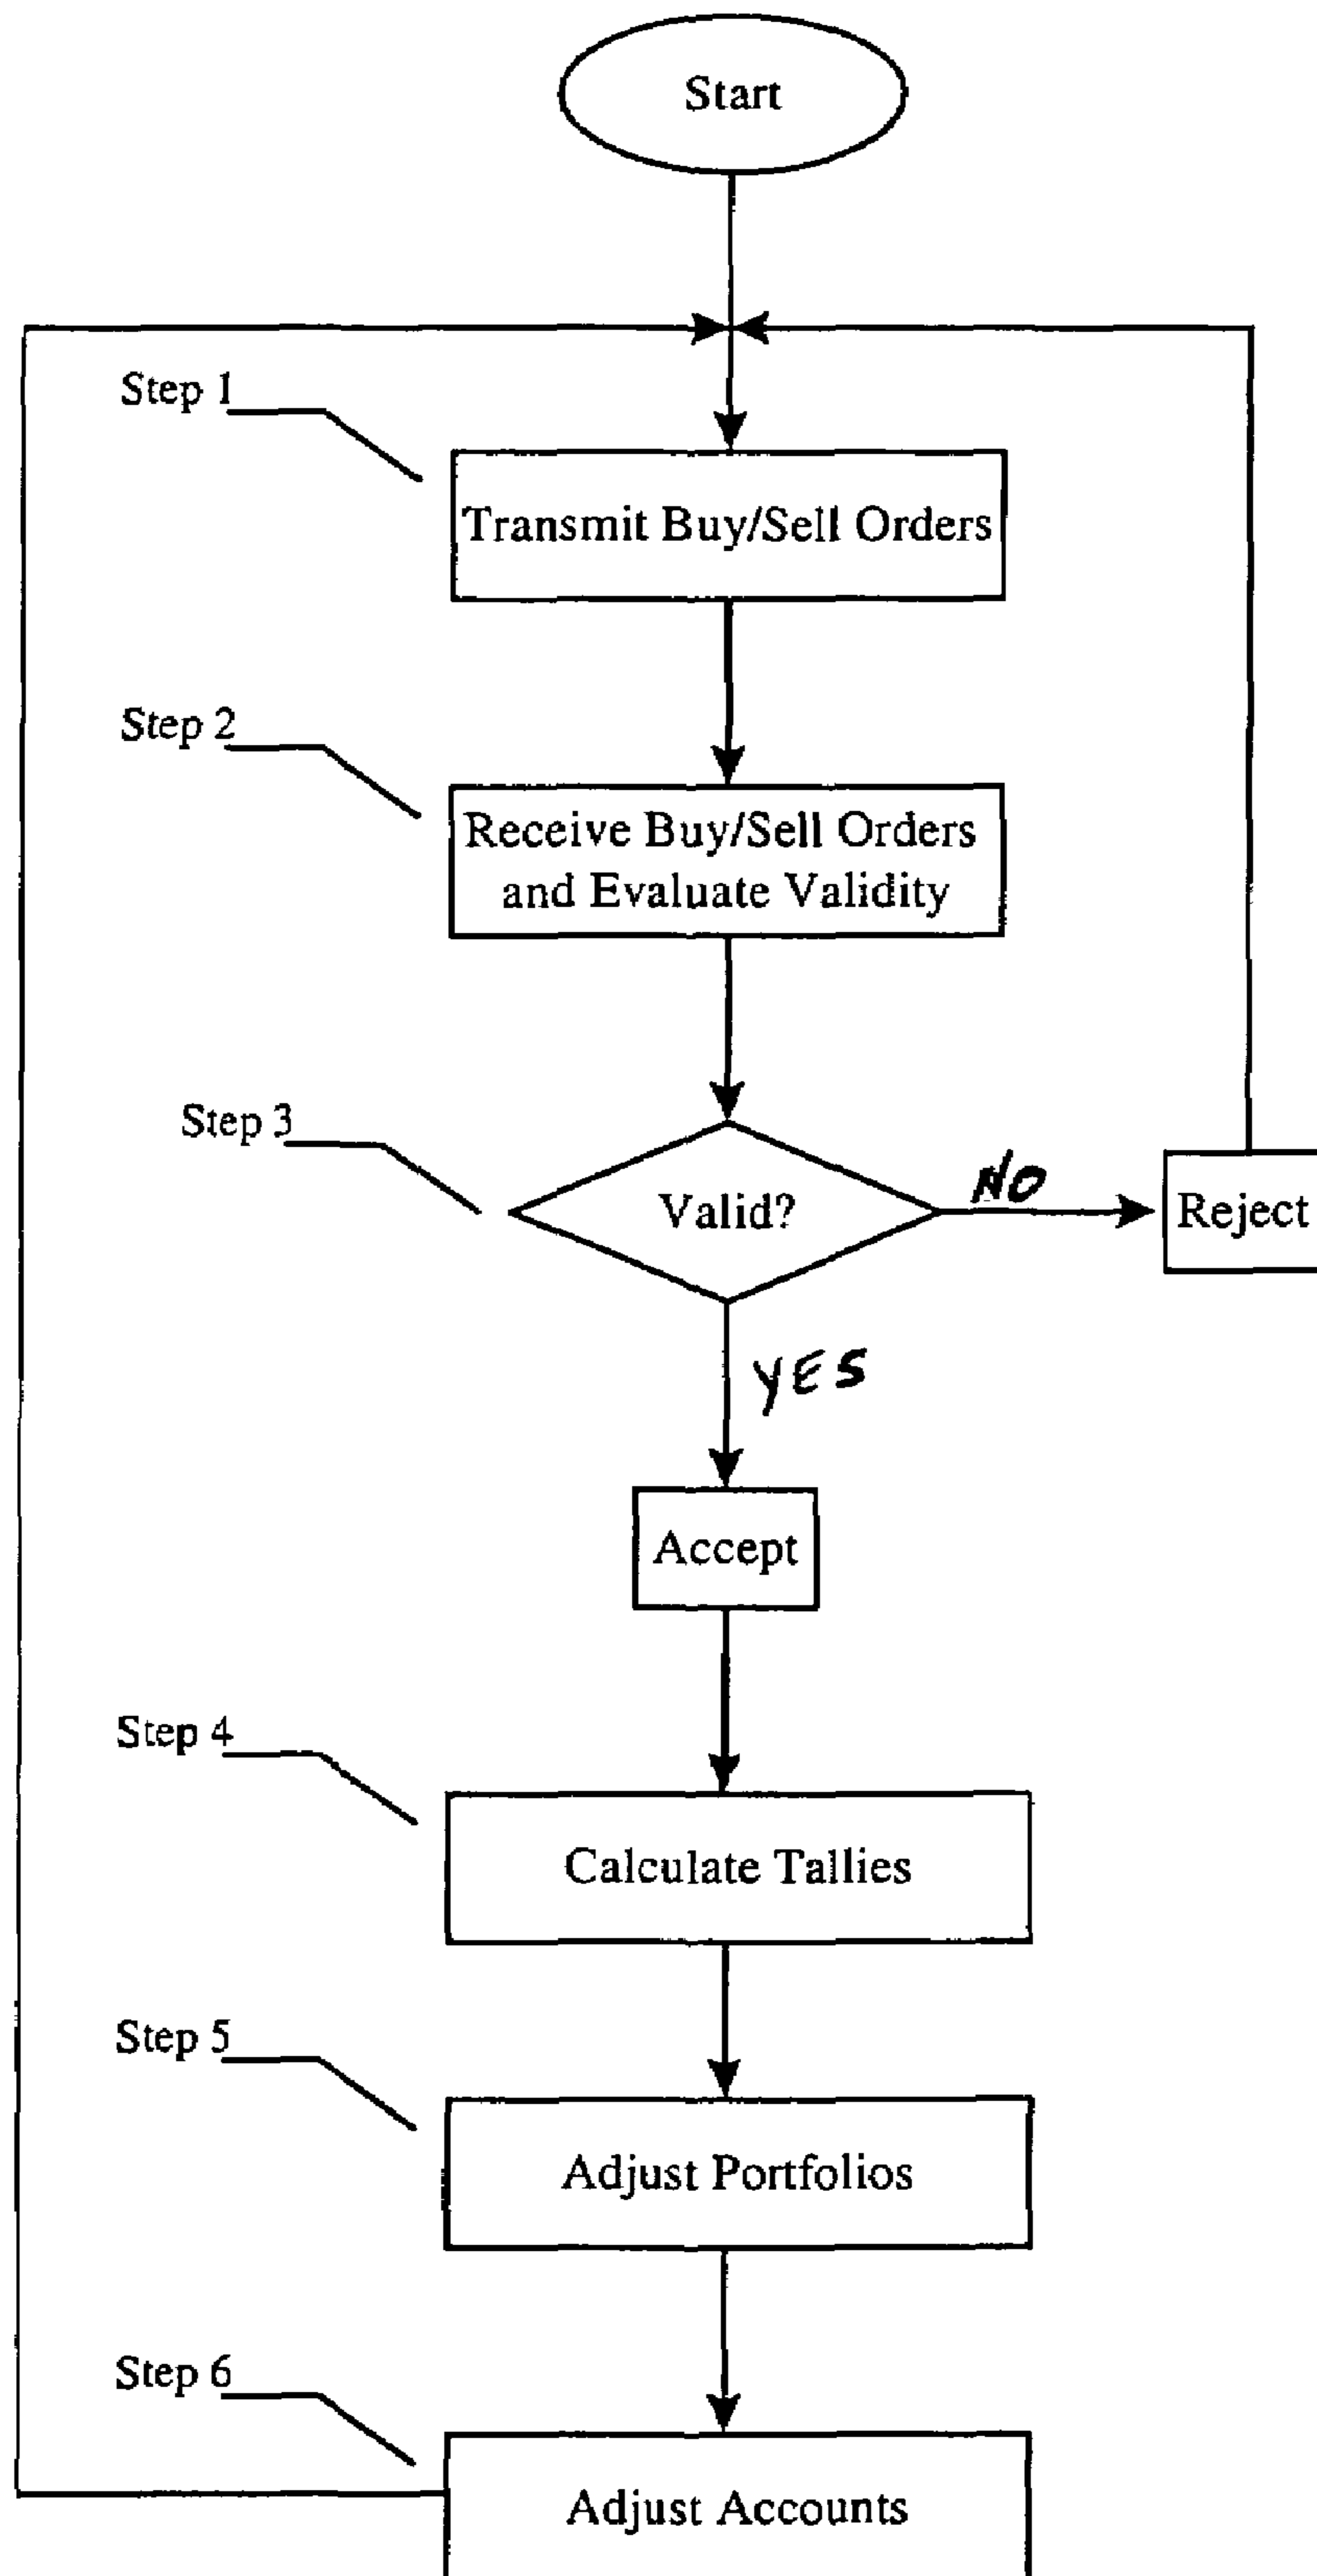 Start
Step 1
Transmit Buy/Sell Orders
Step 2
Receive Buy/Sell Orders
and Evaluate Validity
Step 3
Valid?
NO
Reject
YES
Accept
Step 4
Calculate Tallies
Step 5
Adjust Portfolios
Step 6
Adjust Accounts